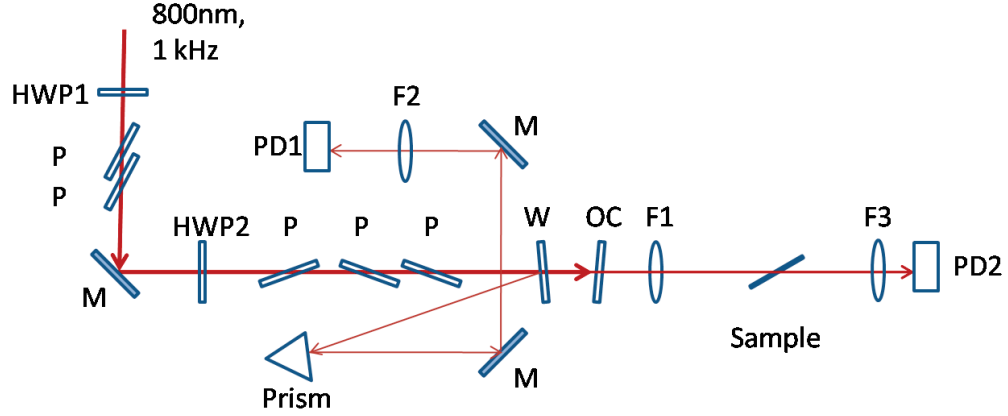 800nm,
1 kHz
HWP1
F2
M
PD1
P
P
HWP2
P
P
P
W
OC
F1
F3
M
PD2
Sample
Prism
M